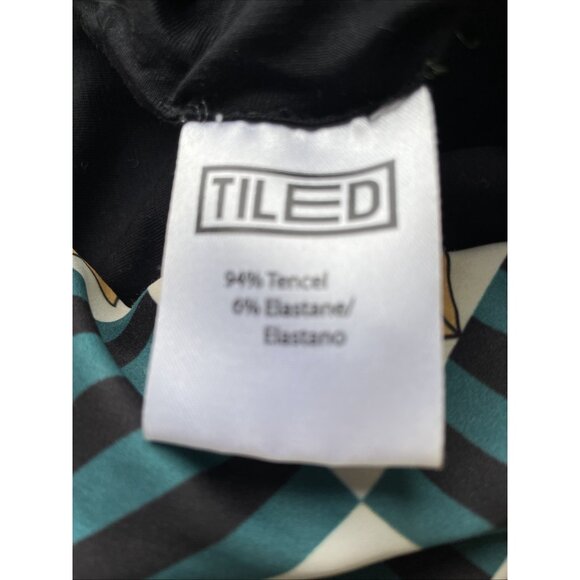 TILED
94% Tencel
6% Elastane/
Elastano